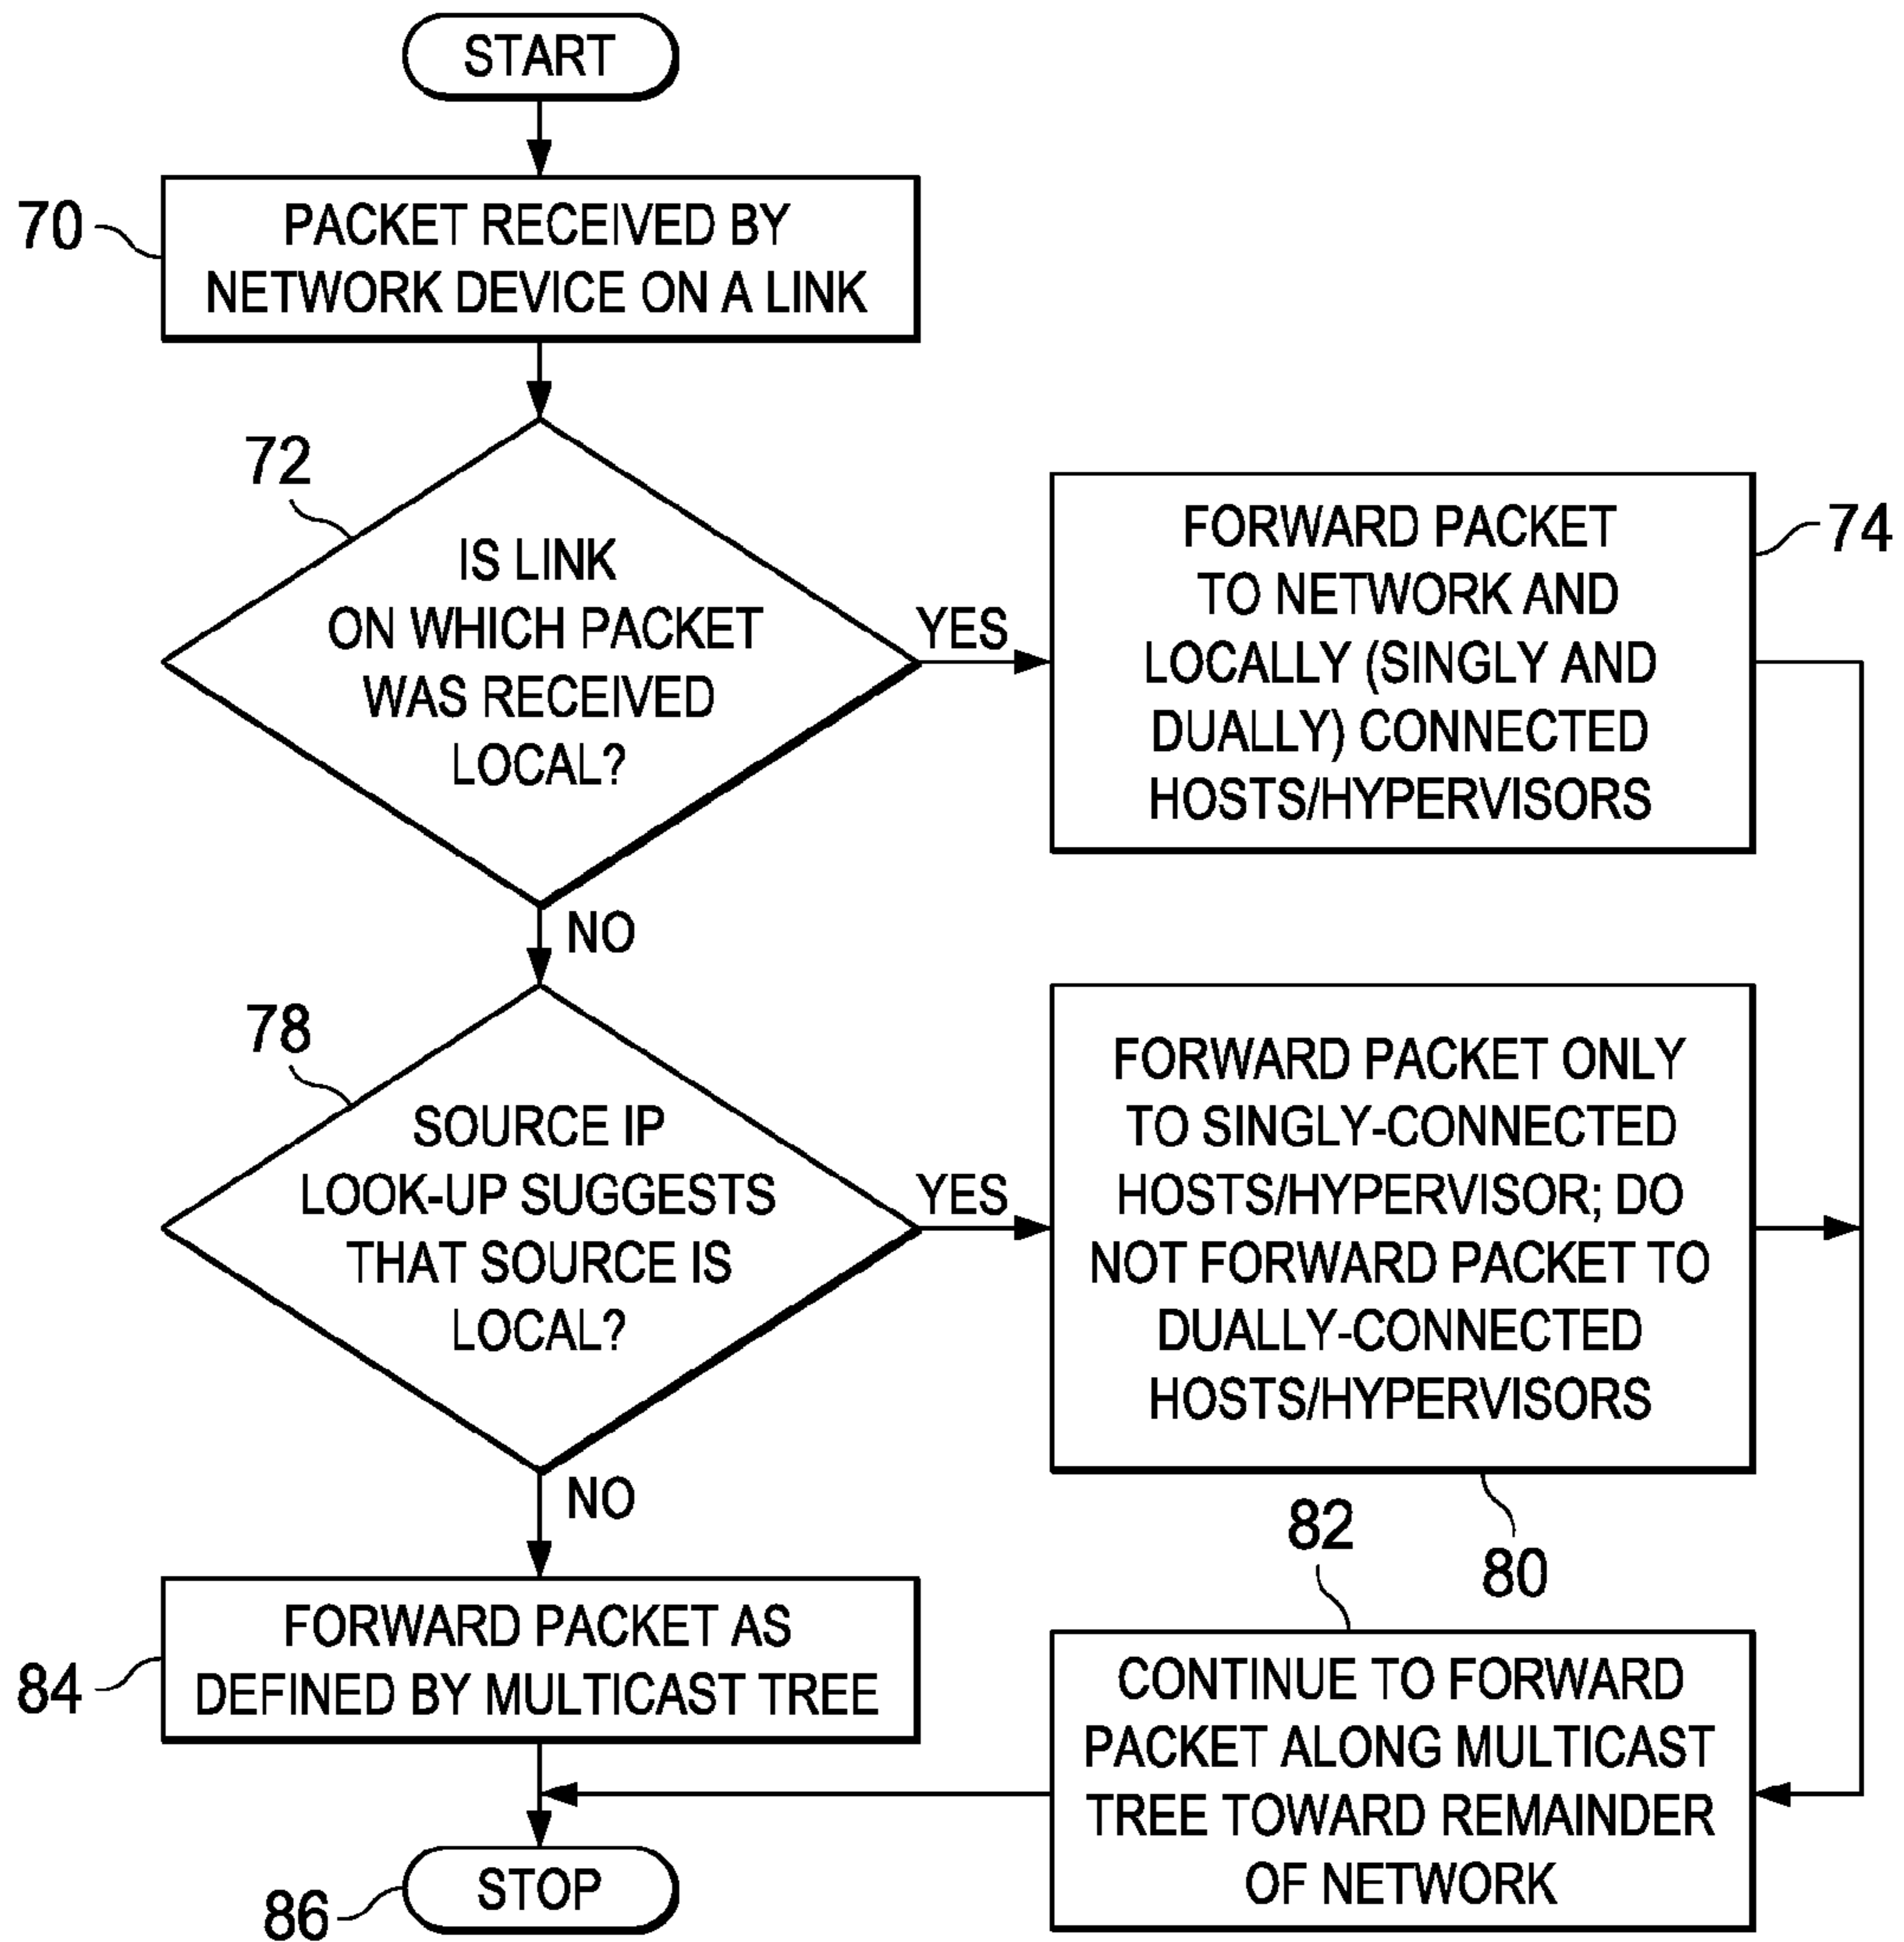 START
70
PACKET RECEIVED BY
NETWORK DEVICE ON A LINK
72
IS LINK
ON WHICH PACKET
WAS RECEIVED
LOCAL?
YES
FORWARD PACKET
TO NETWORK AND
LOCALLY (SINGLY AND
DUALLY) CONNECTED
HOSTS/HYPERVISORS
74
NO
78
SOURCE IP
LOOK-UP SUGGESTS
THAT SOURCE IS
LOCAL?
YES
FORWARD PACKET ONLY
TO SINGLY-CONNECTED
HOSTS/HYPERVISOR; DO
NOT FORWARD PACKET TO
DUALLY-CONNECTED
HOSTS/HYPERVISORS
80
NO
84
FORWARD PACKET AS
DEFINED BY MULTICAST TREE
82
CONTINUE TO FORWARD
PACKET ALONG MULTICAST
TREE TOWARD REMAINDER
OF NETWORK
STOP
86